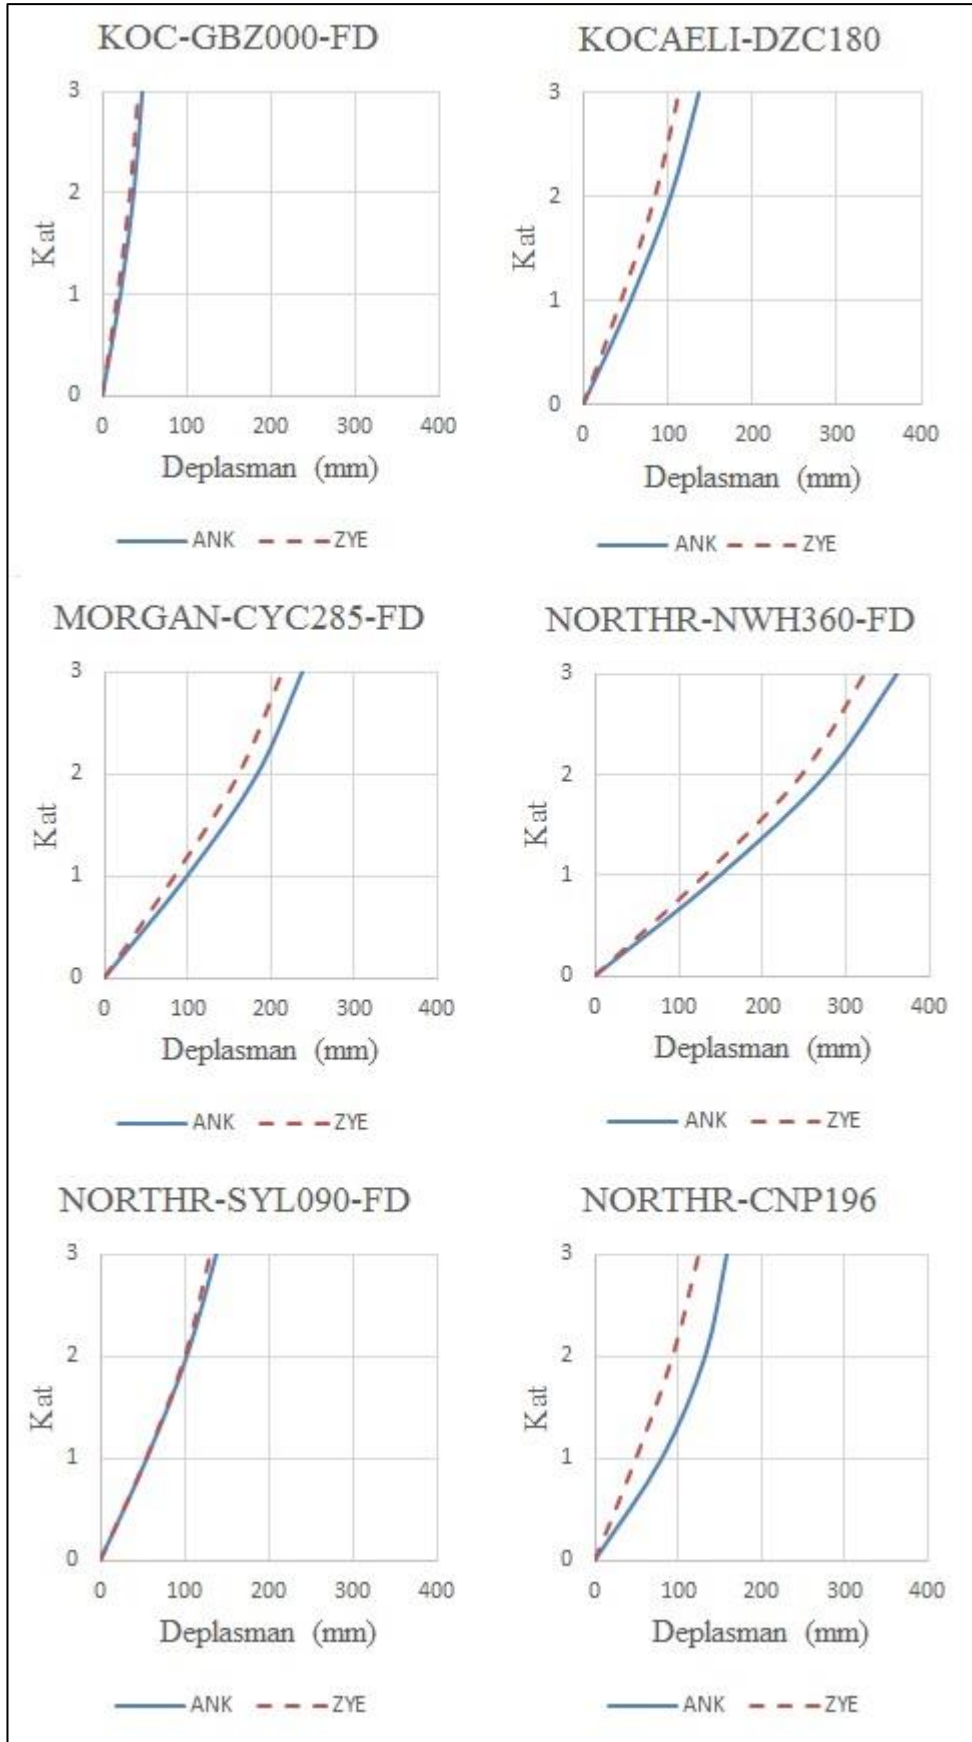 KOC-GBZ000-FD
3
2
1
0
Kat
0 100 200 300 400
Deplasman (mm)
ANK ZYE
KOCAELI-DZC180
3
2
1
0
Kat
0 100 200 300 400
Deplasman (mm)
ANK ZYE
MORGAN-CYC285-FD
3
2
1
0
Kat
0 100 200 300 400
Deplasman (mm)
ANK ZYE
NORTHR-NWH360-FD
3
2
1
0
Kat
0 100 200 300 400
Deplasman (mm)
ANK ZYE
NORTHR-SYL090-FD
3
2
1
0
Kat
0 100 200 300 400
Deplasman (mm)
ANK ZYE
NORTHR-CNP196
3
2
1
0
Kat
0 100 200 300 400
Deplasman (mm)
ANK ZYE